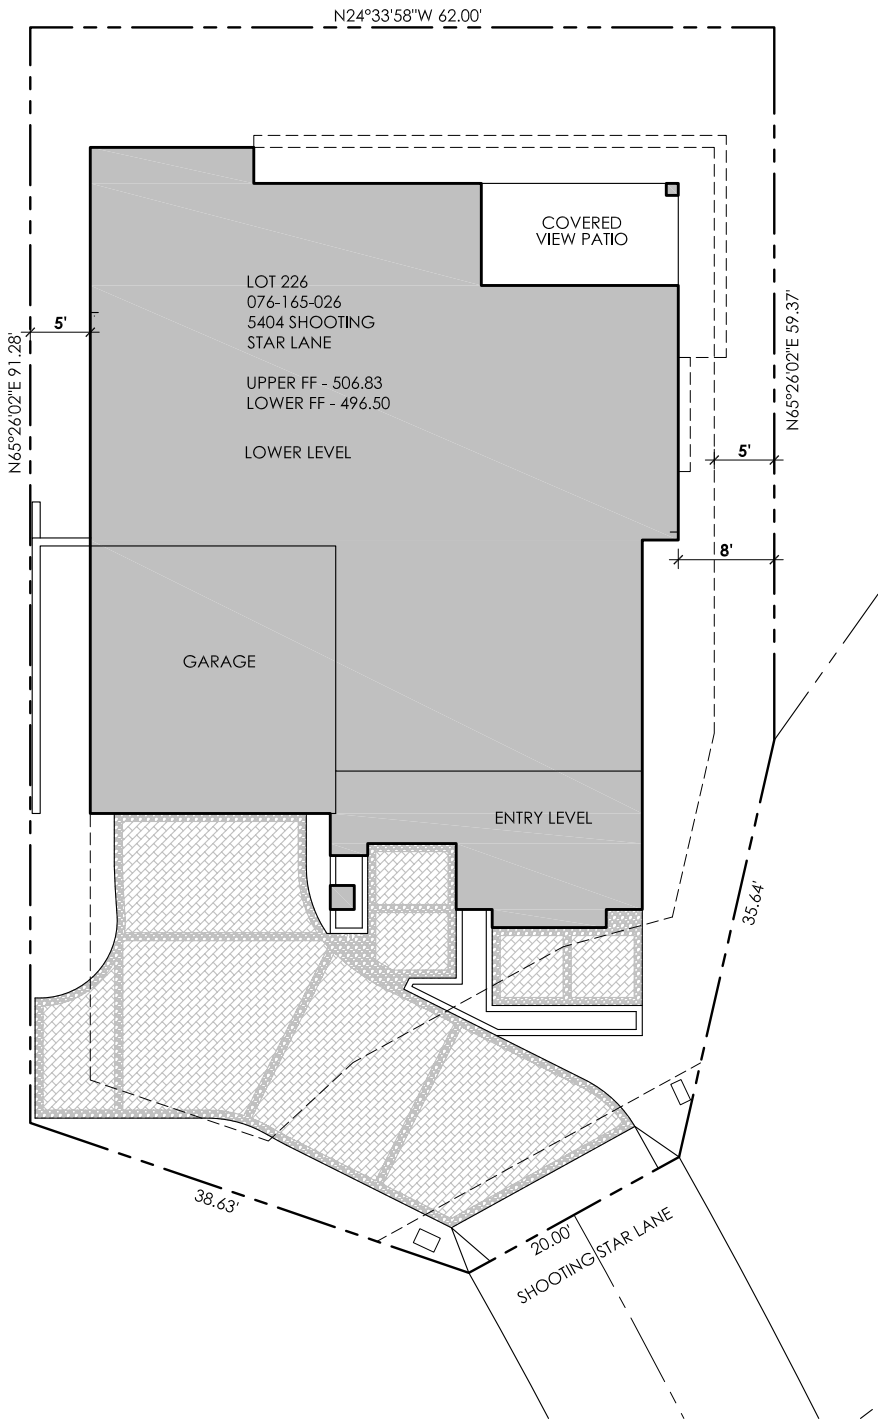 N24°33'58"W 62.00'
COVERED
VIEW PATIO
LOT 226
076-165-026
5404 SHOOTING
STAR LANE
UPPER FF - 506.83
LOWER FF - 496.50
LOWER LEVEL
5'
N65°26'02"E 91.28'
N65°26'02"E 59.37'
5'
8'
GARAGE
ENTRY LEVEL
35.64'
38.63'
20.00'
SHOOTING STAR LANE